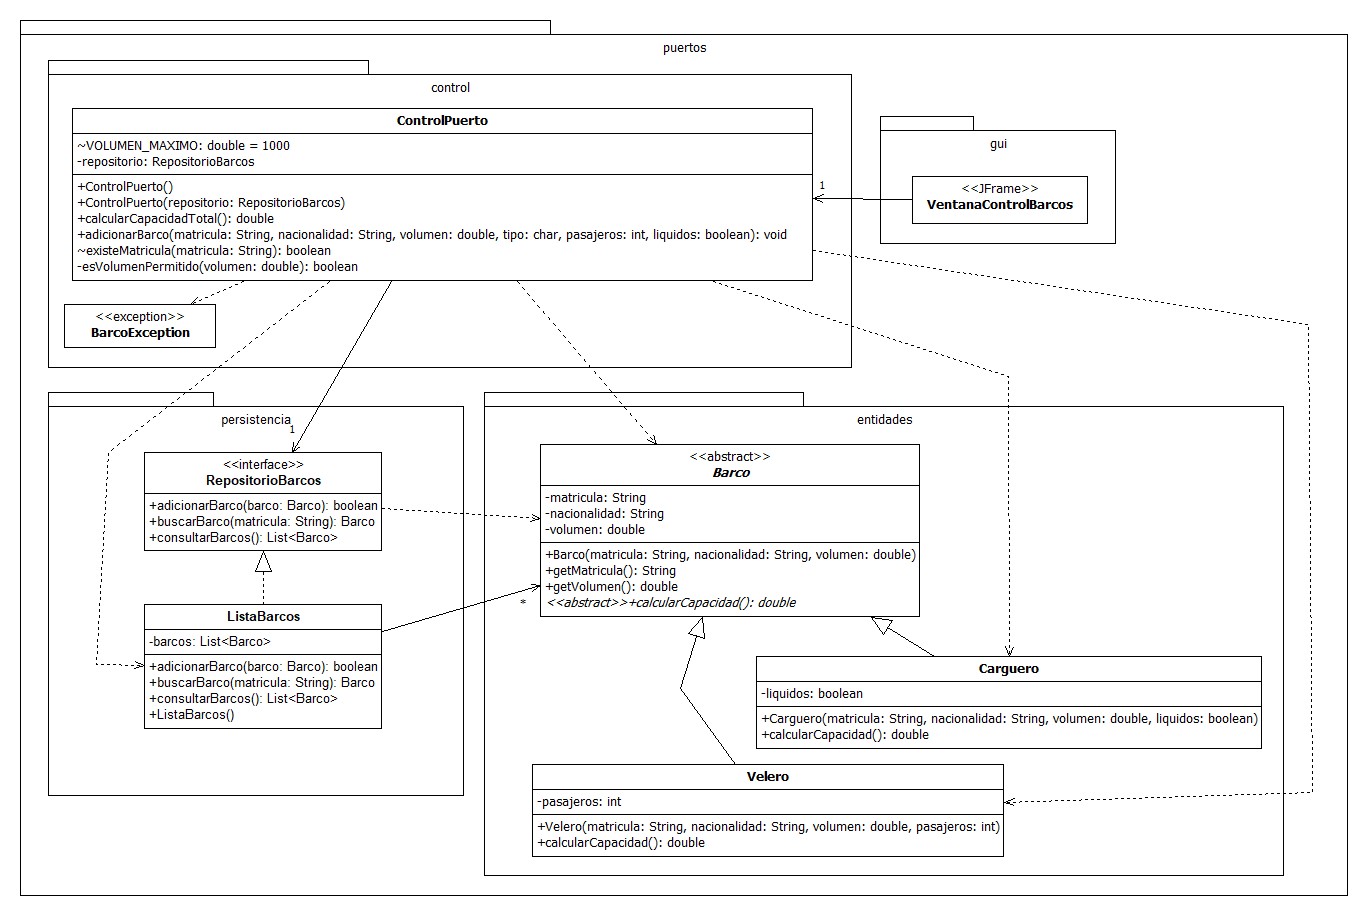 puertos
control
ControlPuerto
~VOLUMEN_MAXIMO: double = 1000
-repositorio: RepositorioBarcos
+ControlPuerto()
+ControlPuerto(repositorio: RepositorioBarcos)
+calcularCapacidadTotal(): double
+adicionarBarco(matricula: String, nacionalidad: String, volumen: double, tipo: char, pasajeros: int, liquidos: boolean): void
~existeMatricula(matricula: String): boolean
-esVolumenPermitido(volumen: double): boolean
<<exception>>
BarcoException
gui
<<JFrame>>
VentanaControlBarcos
1
persistencia
1
<<interface>>
RepositorioBarcos
+adicionarBarco(barco: Barco): boolean
+buscarBarco(matricula: String): Barco
+consultarBarcos(): List<Barco>
ListaBarcos
-barcos: List<Barco>
+adicionarBarco(barco: Barco): boolean
+buscarBarco(matricula: String): Barco
+consultarBarcos(): List<Barco>
+ListaBarcos()
*
entidades
<<abstract>>
Barco
-matricula: String
-nacionalidad: String
-volumen: double
+Barco(matricula: String, nacionalidad: String, volumen: double)
+getMatricula(): String
+getVolumen(): double
<<abstract>>+calcularCapacidad(): double
Carguero
-liquidos: boolean
+Carguero(matricula: String, nacionalidad: String, volumen: double, liquidos: boolean)
+calcularCapacidad(): double
Velero
-pasajeros: int
+Velero(matricula: String, nacionalidad: String, volumen: double, pasajeros: int)
+calcularCapacidad(): double